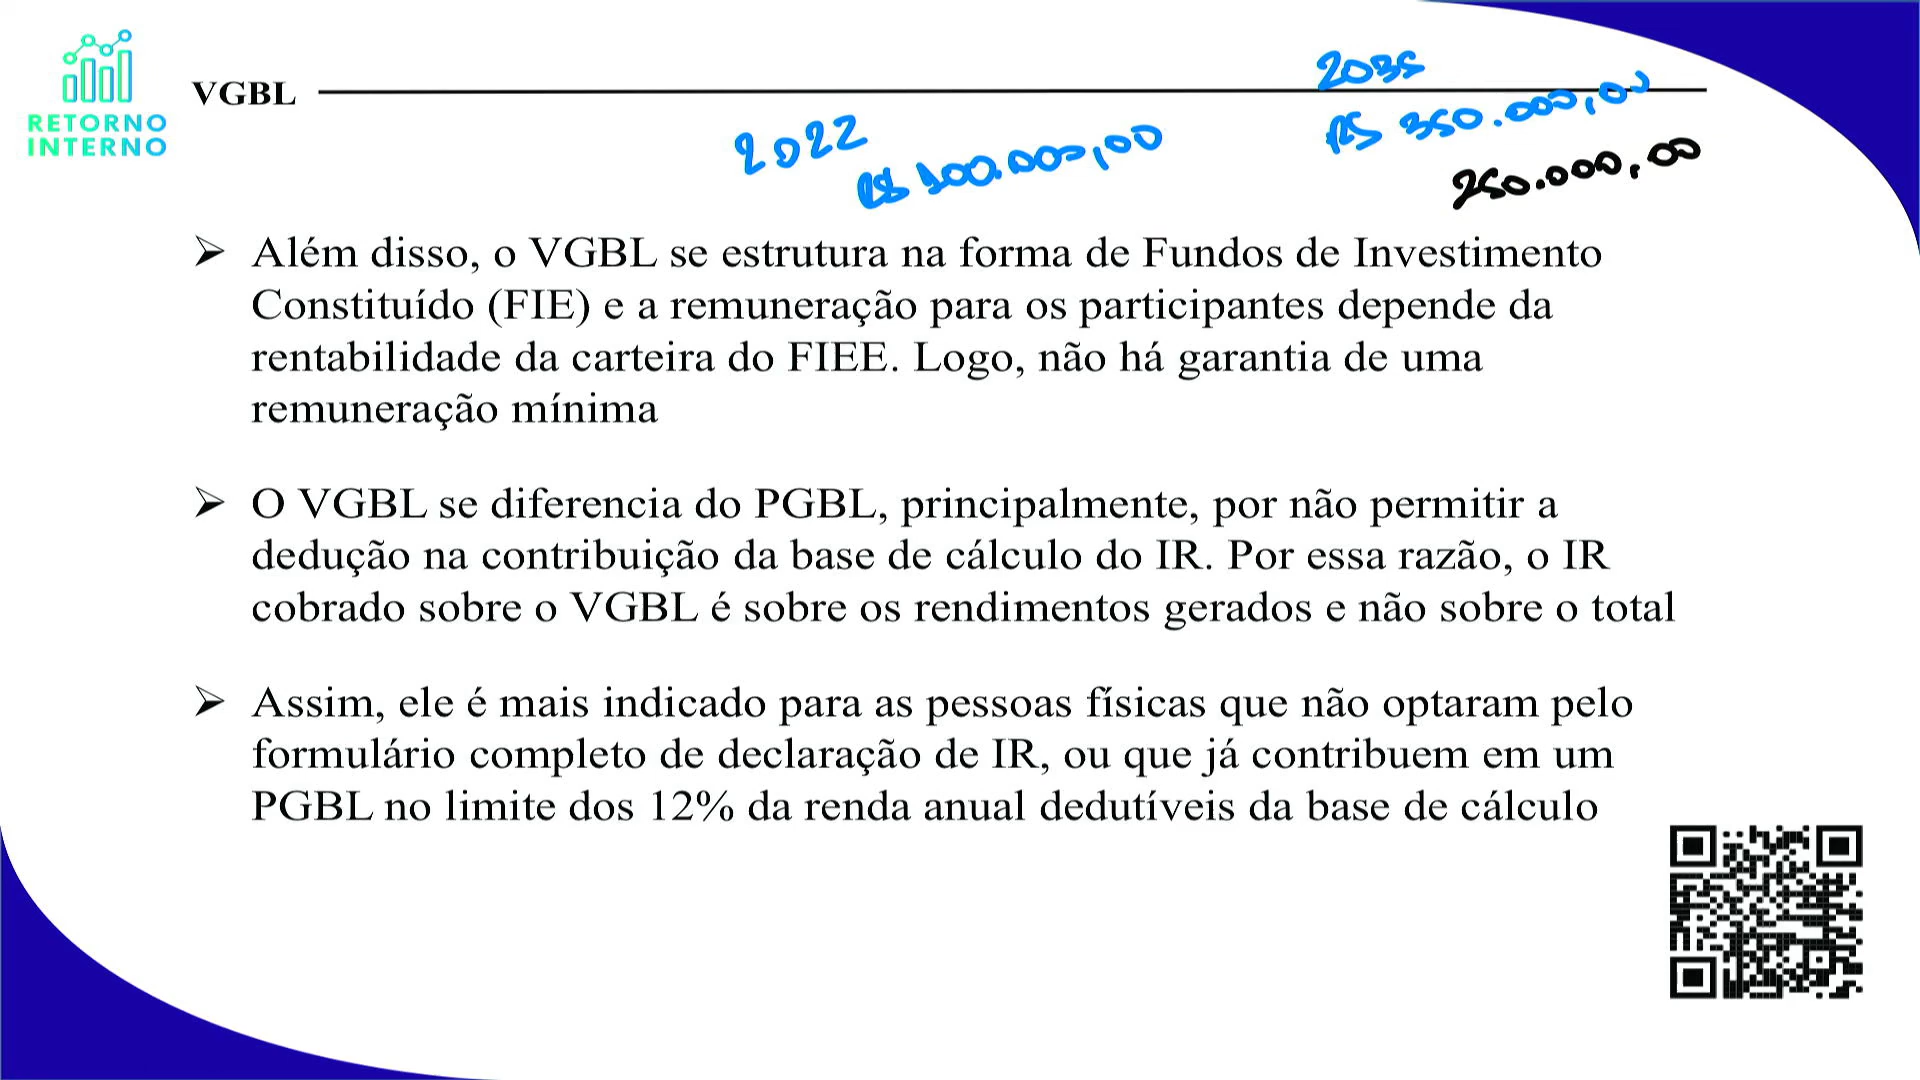 RETORNO
INTERNO
VGBL
2035
R$ 350.000,00
2022
R$ 100.000,00
250.000,00
➢ Além disso, o VGBL se estrutura na forma de Fundos de Investimento
Constituído (FIE) e a remuneração para os participantes depende da
rentabilidade da carteira do FIEE. Logo, não há garantia de uma
remuneração mínima
➢ O VGBL se diferencia do PGBL, principalmente, por não permitir a
dedução na contribuição da base de cálculo do IR. Por essa razão, o IR
cobrado sobre o VGBL é sobre os rendimentos gerados e não sobre o total
➢ Assim, ele é mais indicado para as pessoas físicas que não optaram pelo
formulário completo de declaração de IR, ou que já contribuem em um
PGBL no limite dos 12% da renda anual dedutíveis da base de cálculo